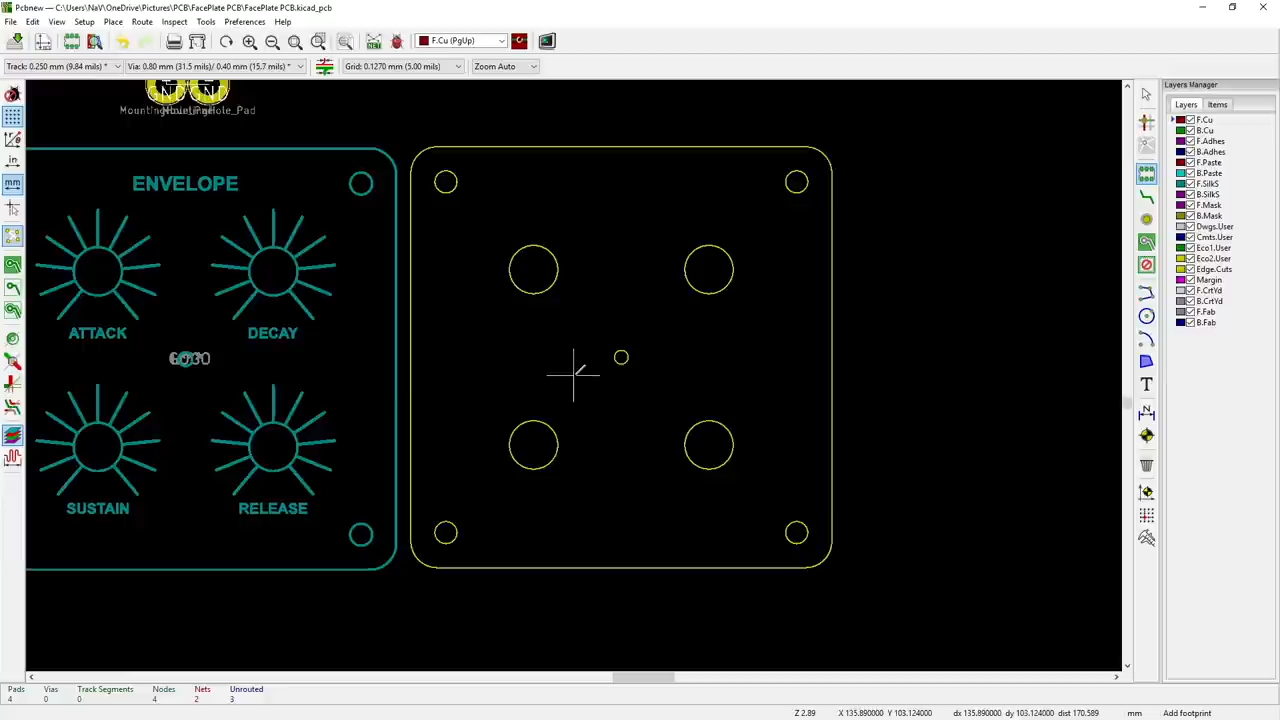 Pcbnew — C:\Users\NaV\OneDrive\Pictures\PCB\FacePlate PCB\FacePlate PCB.kicad_pcb
File Edit View Setup Place Route Inspect Tools Preferences Help
F.Cu (PgUp)
Track: 0.250 mm (9.84 mils) * Via: 0.80 mm (31.5 mils)/ 0.40 mm (15.7 mils) * Grid: 0.1270 mm (5.00 mils) Zoom Auto
Layers Manager
Layers Items
F.Cu
B.Cu
F.Adhes
B.Adhes
F.Paste
B.Paste
F.SilkS
B.SilkS
F.Mask
B.Mask
Dwgs.User
Cmts.User
Eco1.User
Eco2.User
Edge.Cuts
Margin
F.CrtYd
B.CrtYd
F.Fab
B.Fab
in
mm
GND GND
ENVELOPE
ATTACK DECAY
SUSTAIN RELEASE
Pads Vias Track Segments Nodes Nets Unrouted
4 0 0 4 2 3
Z 2.89 X 135.890000 Y 103.124000 dx 135.890000 dy 103.124000 dist 170.589 mm Add footprint